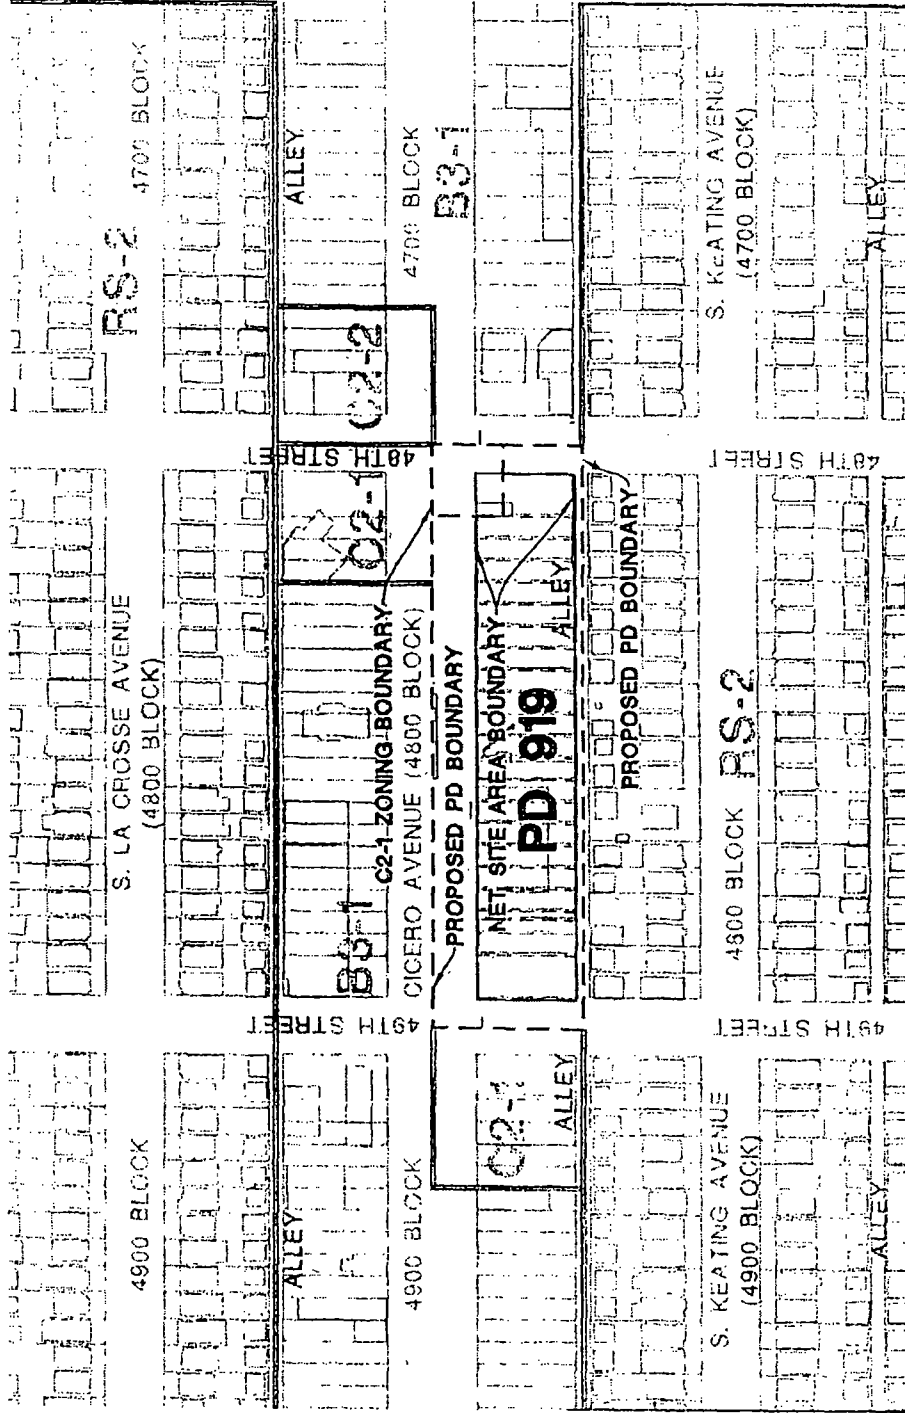 4700 BLOCK
RS-2
ALLEY
4700 BLOCK
B3-1
S. KEATING AVENUE
(4700 BLOCK)
ALLEY
C2-2
48TH STREET
48TH STREET
C2-1
S. LA CROSSE AVENUE
(4800 BLOCK)
B3-1
C2-1 ZONING BOUNDARY
CICERO AVENUE (4800 BLOCK)
PROPOSED PD BOUNDARY
NET SITE AREA BOUNDARY
PD 919
ALLEY
PROPOSED PD BOUNDARY
4800 BLOCK
RS-2
49TH STREET
49TH STREET
4900 BLOCK
ALLEY
4900 BLOCK
C2-1
ALLEY
S. KEATING AVENUE
(4900 BLOCK)
ALLEY